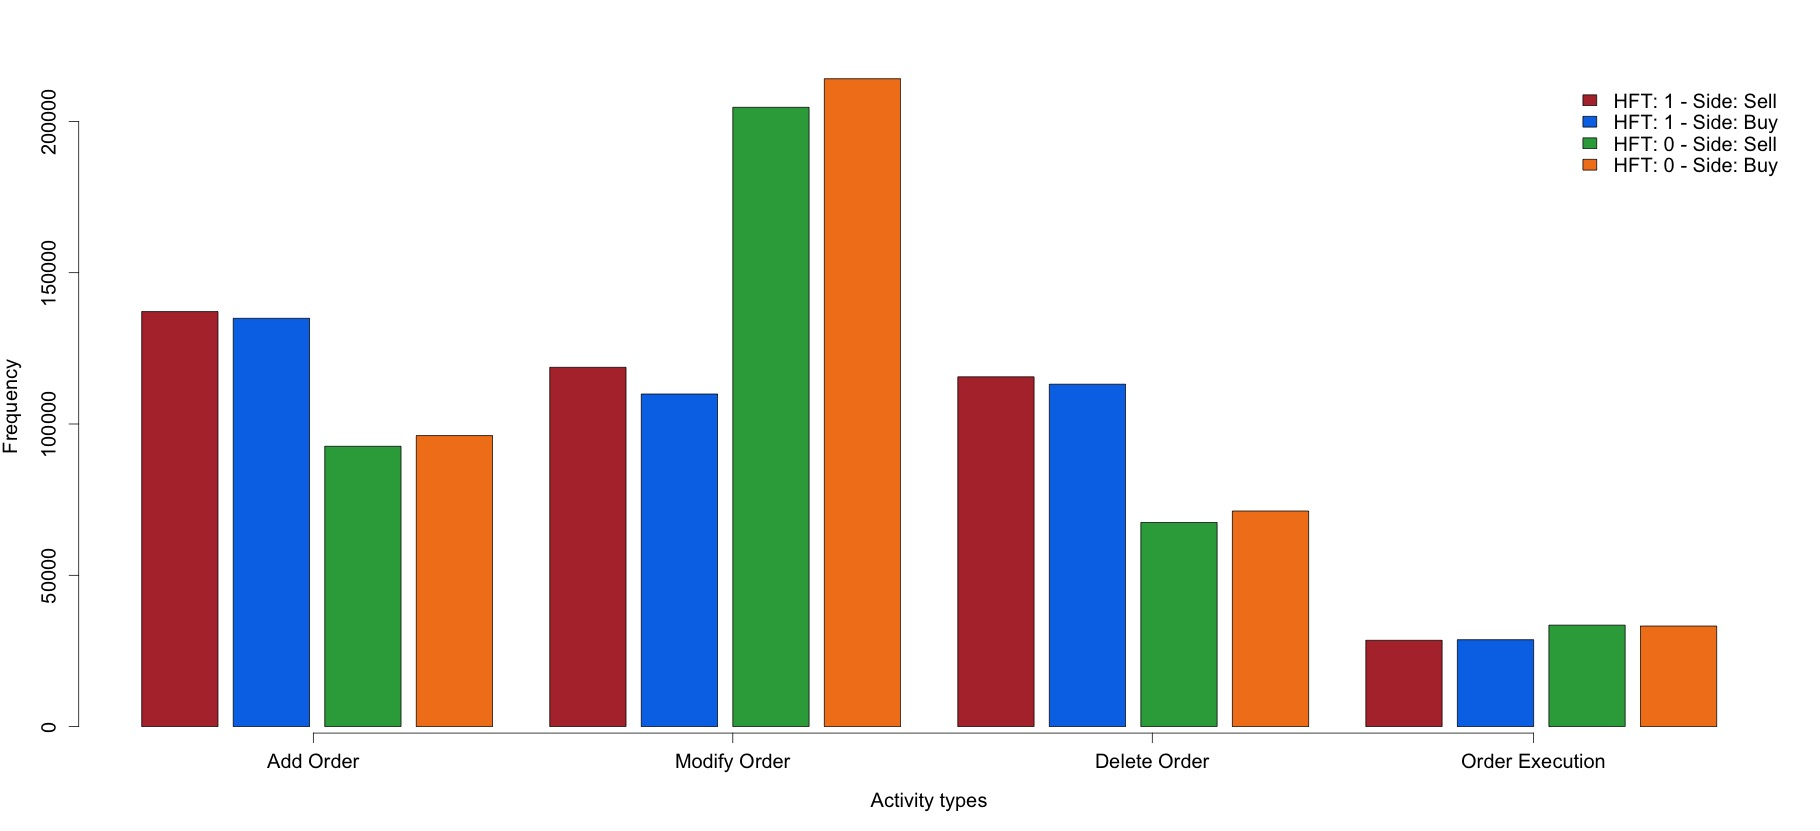 HFT: 1 - Side: Sell
HFT: 1 - Side: Buy
HFT: 0 - Side: Sell
HFT: 0 - Side: Buy
Frequency
200000
150000
100000
50000
0
Add Order
Modify Order
Delete Order
Order Execution
Activity types